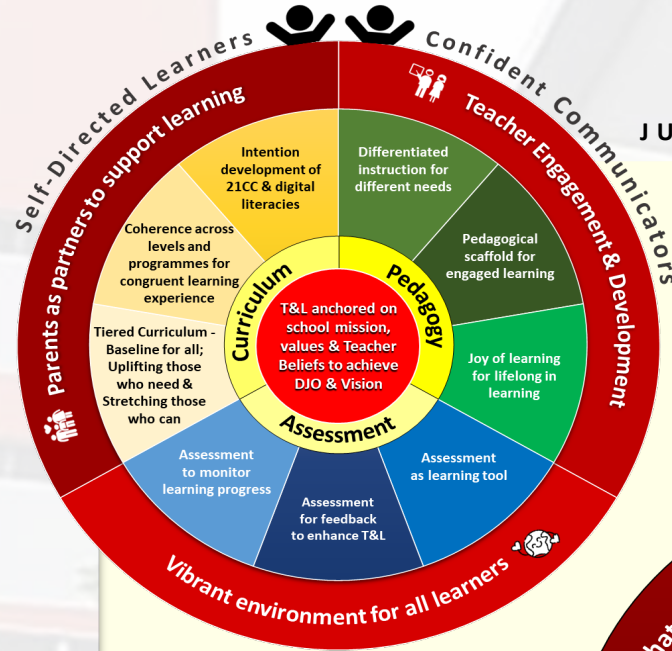 Self-Directed Learners
Confident Communicators
J U
Parents as partners to support learning
Teacher Engagement & Development
Vibrant environment for all learners
Intention
development of
21CC & digital
literacies
Differentiated
instruction for
different needs
Coherence across
levels and
programmes for
congruent learning
experience
Pedagogical
scaffold for
engaged learning
Tiered Curriculum -
Baseline for all;
Uplifting those
who need &
Stretching those
who can
Joy of learning
for lifelong in
learning
Curriculum
Pedagogy
Assessment
T&L anchored on
school mission,
values & Teacher
Beliefs to achieve
DJO & Vision
Assessment
to monitor
learning progress
Assessment
for feedback
to enhance T&L
Assessment
as learning tool